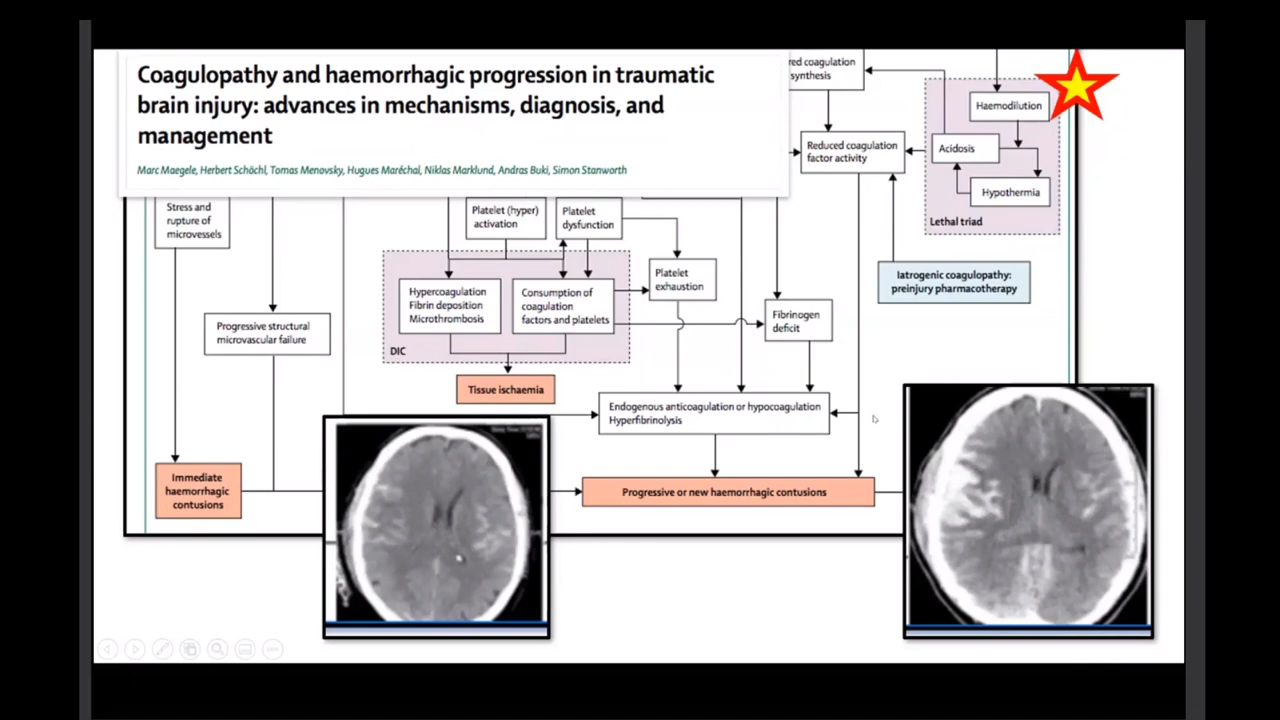 Coagulopathy and haemorrhagic progression in traumatic
brain injury: advances in mechanisms, diagnosis, and
management
Marc Maegele, Herbert Schöchl, Tomas Menovsky, Hugues Maréchal, Niklas Marklund, Andras Buki, Simon Stanworth
coagulation
synthesis
Haemodilution
Reduced coagulation
factor activity
Acidosis
Hypothermia
Lethal triad
Stress and
rupture of
microvessels
Platelet (hyper)
activation
Platelet
dysfunction
Platelet
exhaustion
Iatrogenic coagulopathy:
preinjury pharmacotherapy
Hypercoagulation
Fibrin deposition
Microthrombosis
Consumption of
coagulation
factors and platelets
DIC
Fibrinogen
deficit
Progressive structural
microvascular failure
Tissue ischaemia
Endogenous anticoagulation or hypocoagulation
Hyperfibrinolysis
Immediate
haemorrhagic
contusions
Progressive or new haemorrhagic contusions